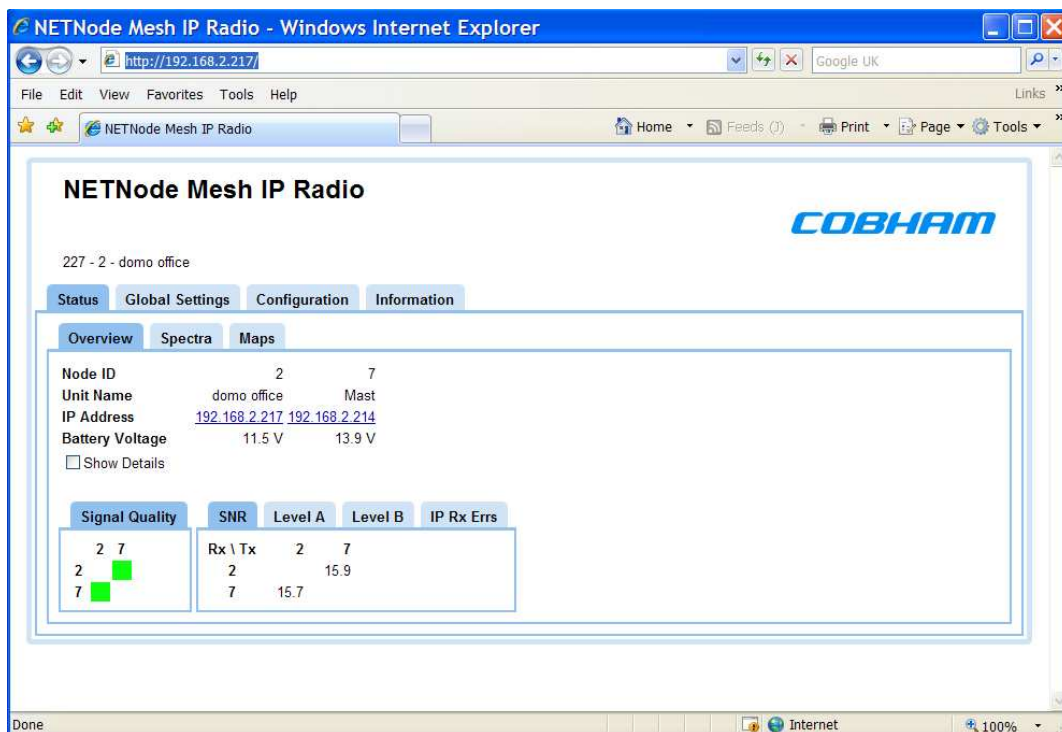 NETNode Mesh IP Radio - Windows Internet Explorer
http://192.168.2.217/
Google UK
File Edit View Favorites Tools Help
Links »
NETNode Mesh IP Radio
Home Feeds (J) Print Page Tools »
NETNode Mesh IP Radio
COBHAM
227 - 2 - domo office
Status Global Settings Configuration Information
Overview Spectra Maps
Node ID 2 7
Unit Name domo office Mast
IP Address 192.168.2.217 192.168.2.214
Battery Voltage 11.5 V 13.9 V
Show Details
Signal Quality SNR Level A Level B IP Rx Errs
2 7 Rx \ Tx 2 7
2 2 15.9
7 7 15.7
Done Internet 100%